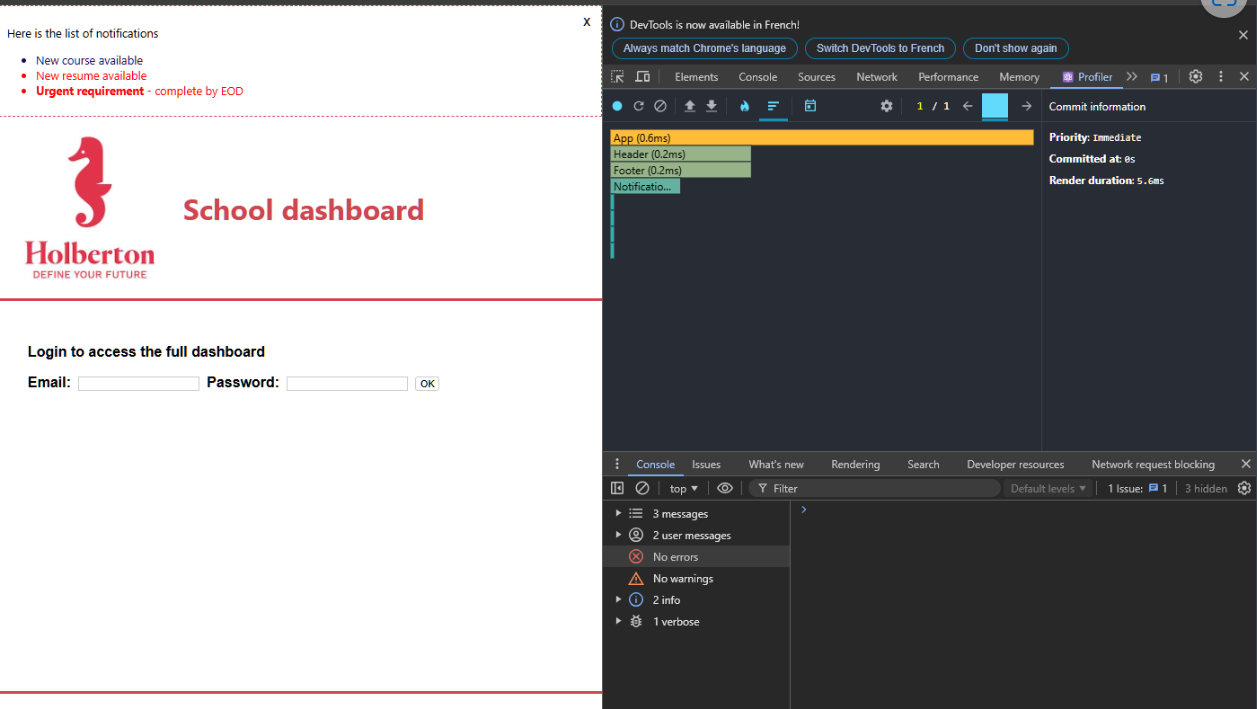 X
Here is the list of notifications
New course available
New resume available
Urgent requirement - complete by EOD
Holberton
DEFINE YOUR FUTURE
School dashboard
Login to access the full dashboard
Email: Password: OK
DevTools is now available in French!
Always match Chrome's language Switch DevTools to French Don't show again
Elements Console Sources Network Performance Memory Profiler 1
1 / 1 Commit information
App (0.6ms)
Header (0.2ms)
Footer (0.2ms)
Notificatio...
Priority: Immediate
Committed at: 0s
Render duration: 5.6ms
Console Issues What's new Rendering Search Developer resources Network request blocking
top Filter Default levels 1 Issue: 1 3 hidden
3 messages
2 user messages
No errors
No warnings
2 info
1 verbose